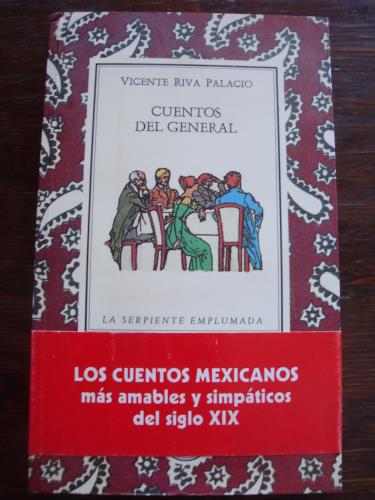 VICENTE RIVA PALACIO
CUENTOS
DEL GENERAL
LA SERPIENTE EMPLUMADA
LOS CUENTOS MEXICANOS
más amables y simpáticos
del siglo XIX